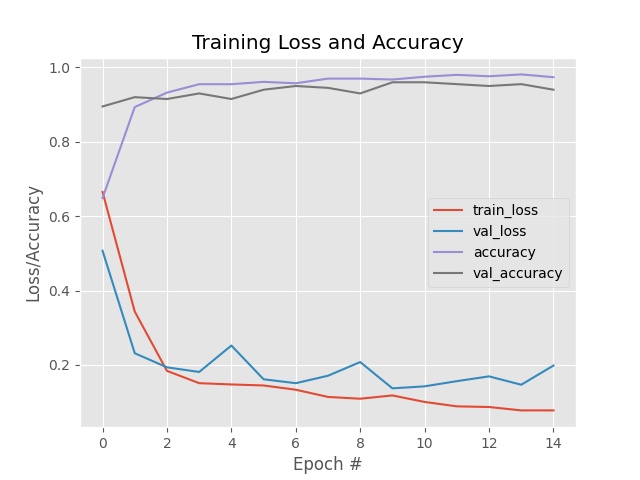 Training Loss and Accuracy
1.0
0.8
0.6
0.4
0.2
Loss/Accuracy
train_loss
val_loss
accuracy
val_accuracy
0 2 4 6 8 10 12 14
Epoch #